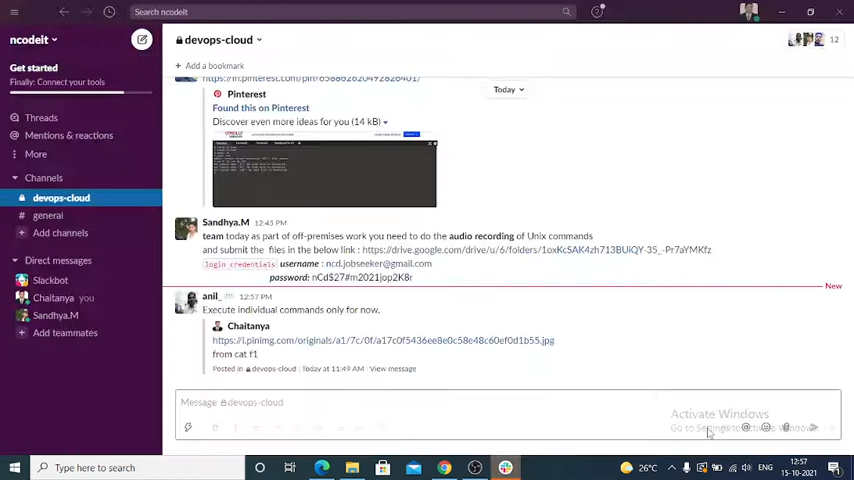 Search ncodeit
ncodeit
Get started
Finally: Connect your tools
Threads
Mentions & reactions
More
Channels
devops-cloud
# general
Add channels
Direct messages
Slackbot
Chaitanya you
Sandhya.M
Add teammates
devops-cloud
12
+ Add a bookmark
Today
Pinterest
Found this on Pinterest
Discover even more ideas for you (14 kB)
Sandhya.M 12:45 PM
team today as part of off-premises work you need to do the audio recording of Unix commands
and submit the files in the below link : https://drive.google.com/drive/u/6/folders/1oxKcSAK4zh713BUiQY-35_-Pr7aYMKfz
login credentials username : ncd.jobseeker@gmail.com
password: nCd$27#m2021jop2K8r
New
anil_ 12:57 PM
Execute individual commands only for now.
Chaitanya
https://i.pinimg.com/originals/a1/7c/0f/a17c0f5436ee8e0c58e48c60ef0d1b55.jpg
from cat f1
Posted in devops-cloud | Today at 11:49 AM | View message
Message devops-cloud
Activate Windows
Go to Settings to activate Windows.
Type here to search
26°C
ENG
12:57
15-10-2021